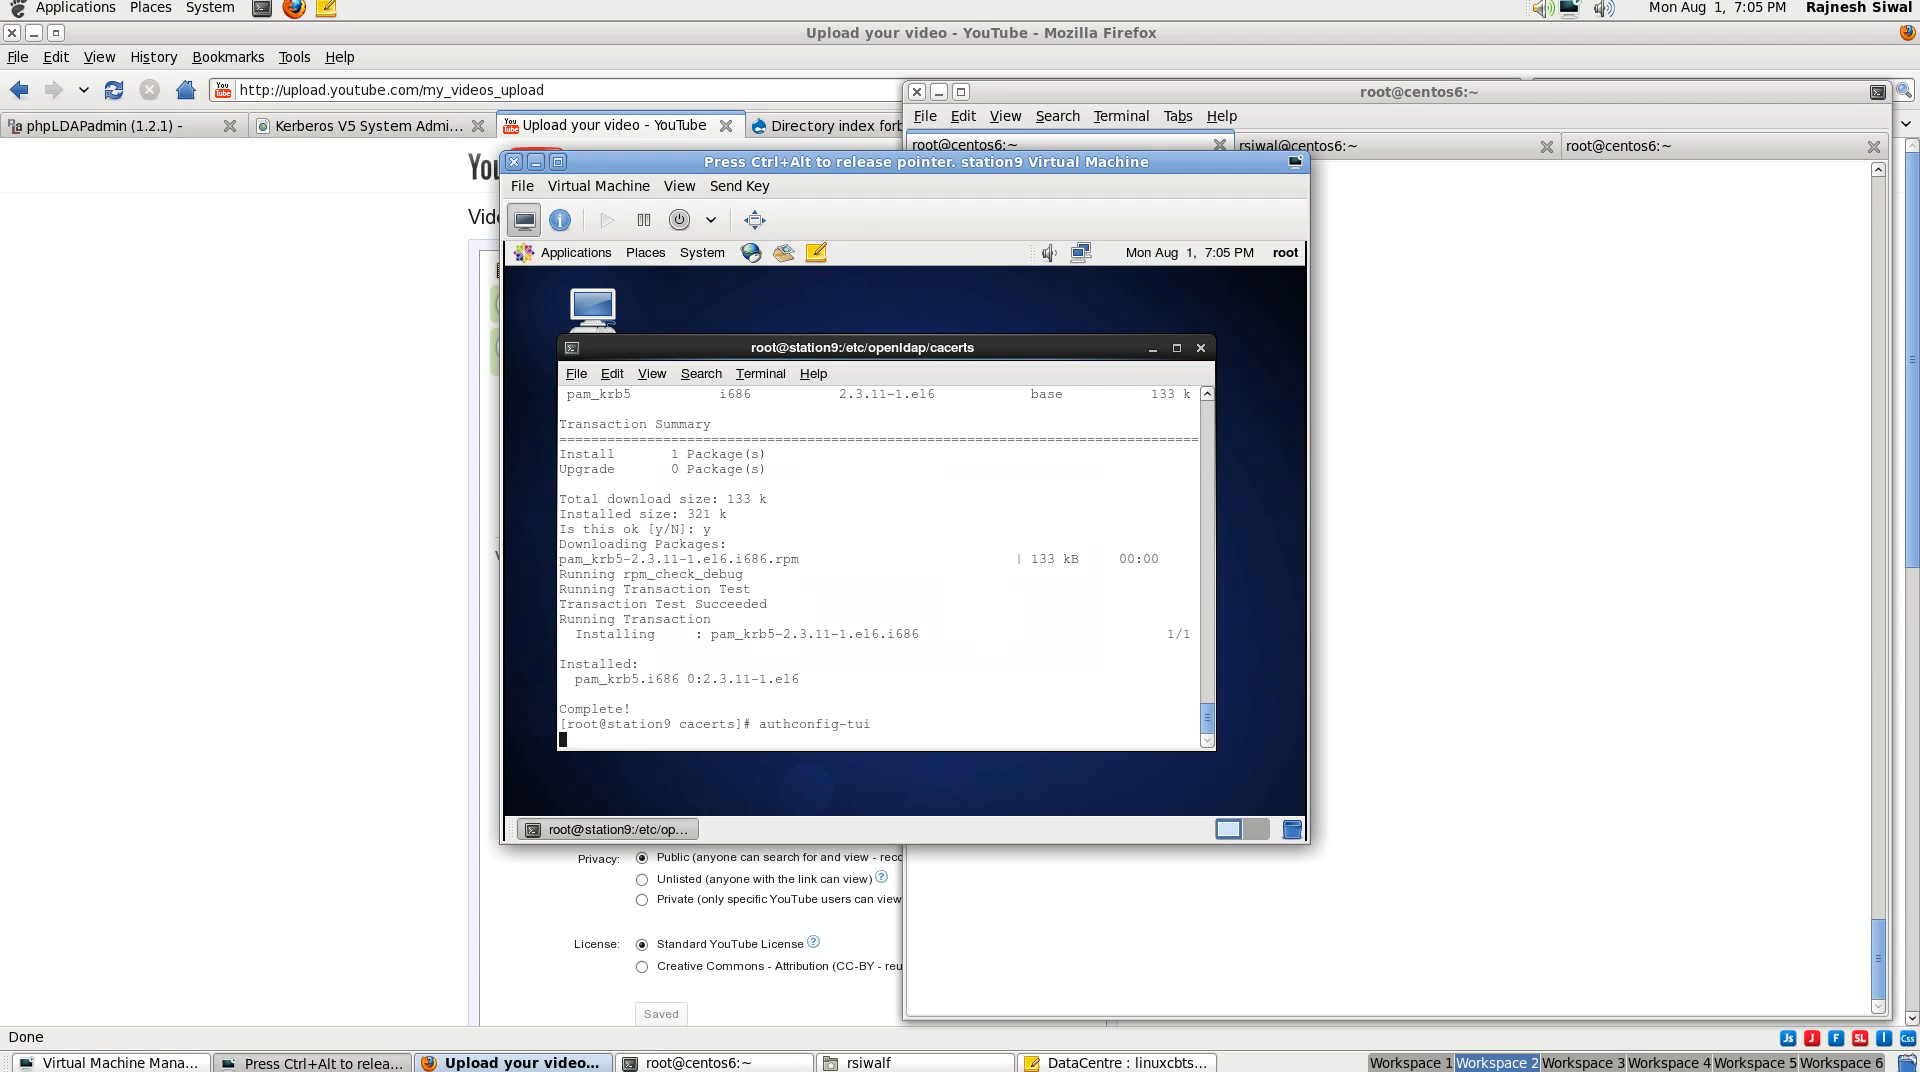 Applications Places System
Mon Aug 1, 7:05 PM Rajnesh Siwal
Upload your video - YouTube - Mozilla Firefox
File Edit View History Bookmarks Tools Help
http://upload.youtube.com/my_videos_upload
phpLDAPadmin (1.2.1) -
Kerberos V5 System Admi...
Upload your video - YouTube
Directory index forb
root@centos6:~
File Edit View Search Terminal Tabs Help
root@centos6:~
rsiwal@centos6:~
root@centos6:~
Press Ctrl+Alt to release pointer. station9 Virtual Machine
File Virtual Machine View Send Key
Applications Places System
Mon Aug 1, 7:05 PM root
root@station9:/etc/openldap/cacerts
File Edit View Search Terminal Help
pam_krb5 i686 2.3.11-1.el6 base 133 k
Transaction Summary
================================================================================
Install 1 Package(s)
Upgrade 0 Package(s)
Total download size: 133 k
Installed size: 321 k
Is this ok [y/N]: y
Downloading Packages:
pam_krb5-2.3.11-1.el6.i686.rpm | 133 kB 00:00
Running rpm_check_debug
Running Transaction Test
Transaction Test Succeeded
Running Transaction
Installing : pam_krb5-2.3.11-1.el6.i686 1/1
Installed:
pam_krb5.i686 0:2.3.11-1.el6
Complete!
[root@station9 cacerts]# authconfig-tui
root@station9:/etc/op...
Privacy: Public (anyone can search for and view - reco
Unlisted (anyone with the link can view) ?
Private (only specific YouTube users can view
License: Standard YouTube License ?
Creative Commons - Attribution (CC-BY - reu
Saved
Done
Js J F SL I Css
Virtual Machine Mana...
Press Ctrl+Alt to relea...
Upload your video...
root@centos6:~
rsiwalf
DataCentre : linuxcbts...
Workspace 1 Workspace 2 Workspace 3 Workspace 4 Workspace 5 Workspace 6